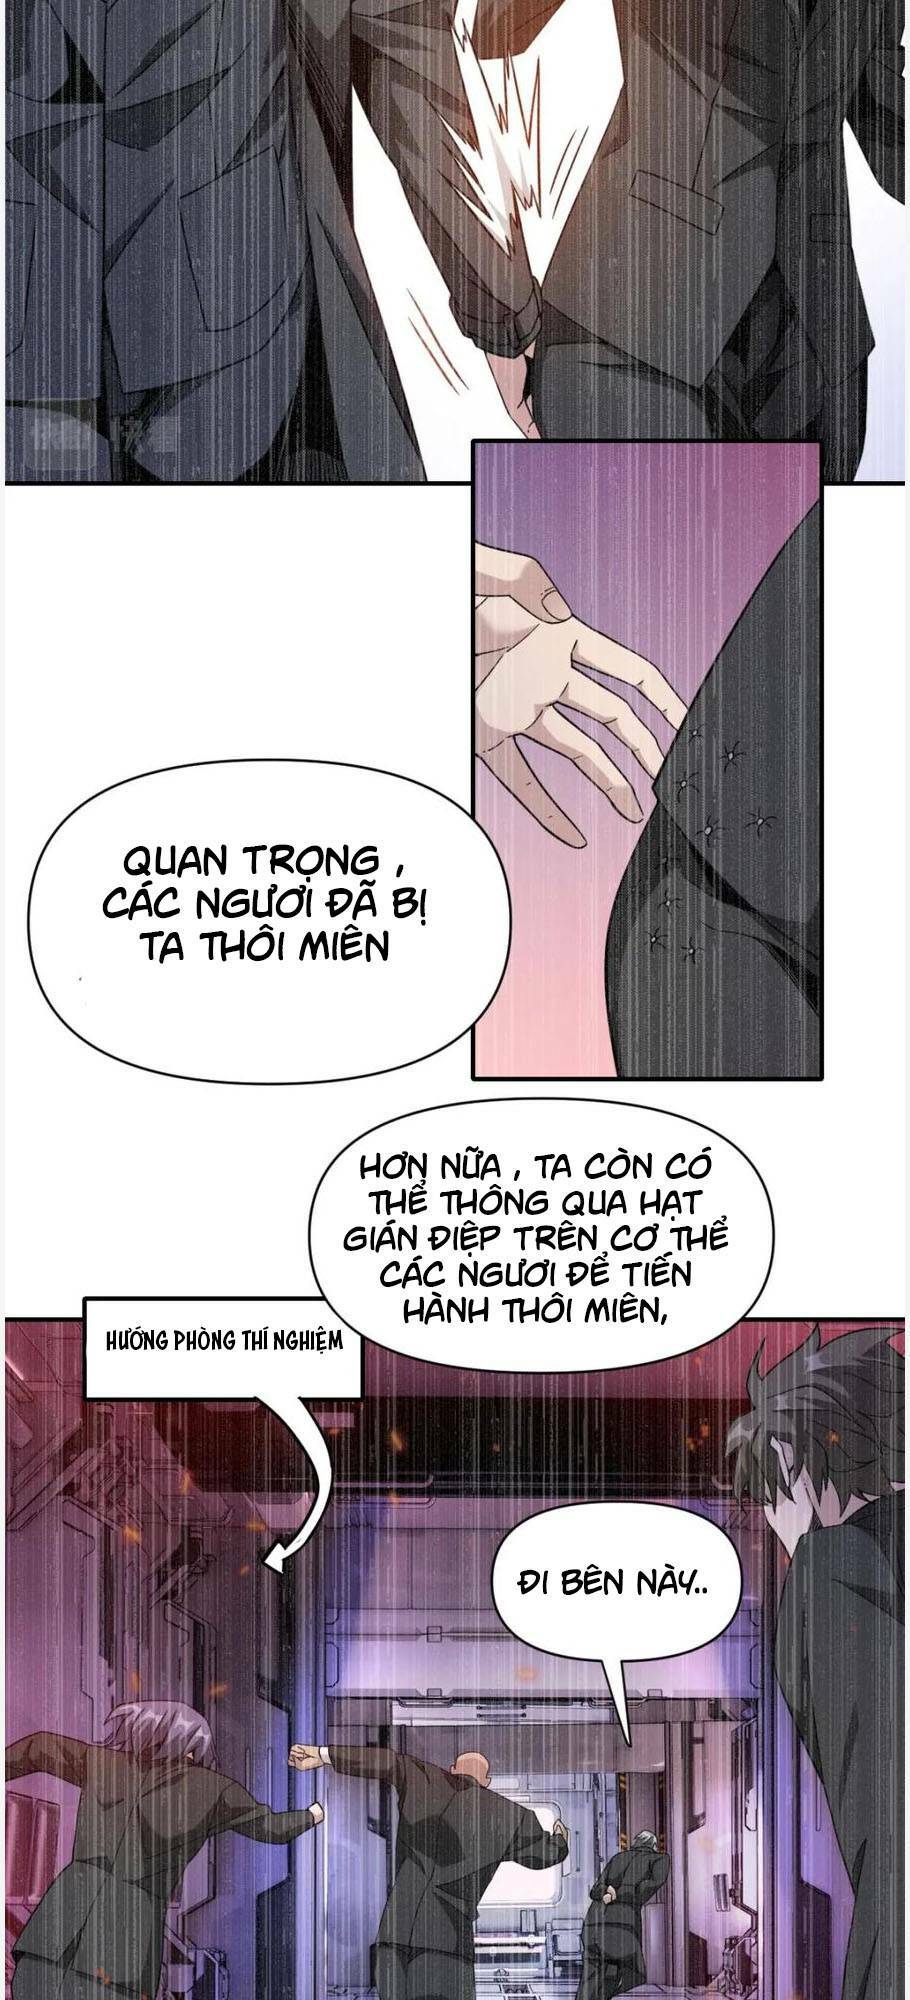 QUAN TRỌNG ,
CÁC NGƯƠI ĐÃ BỊ
TA THÔI MIÊN
HƠN NỮA , TA CÒN CÓ
THỂ THÔNG QUA HẠT
GIÁN ĐIỆP TRÊN CƠ THỂ
CÁC NGƯƠI ĐỂ TIẾN
HÀNH THÔI MIÊN,
HƯỚNG PHÒNG THÍ NGHIỆM
ĐI BÊN NÀY..